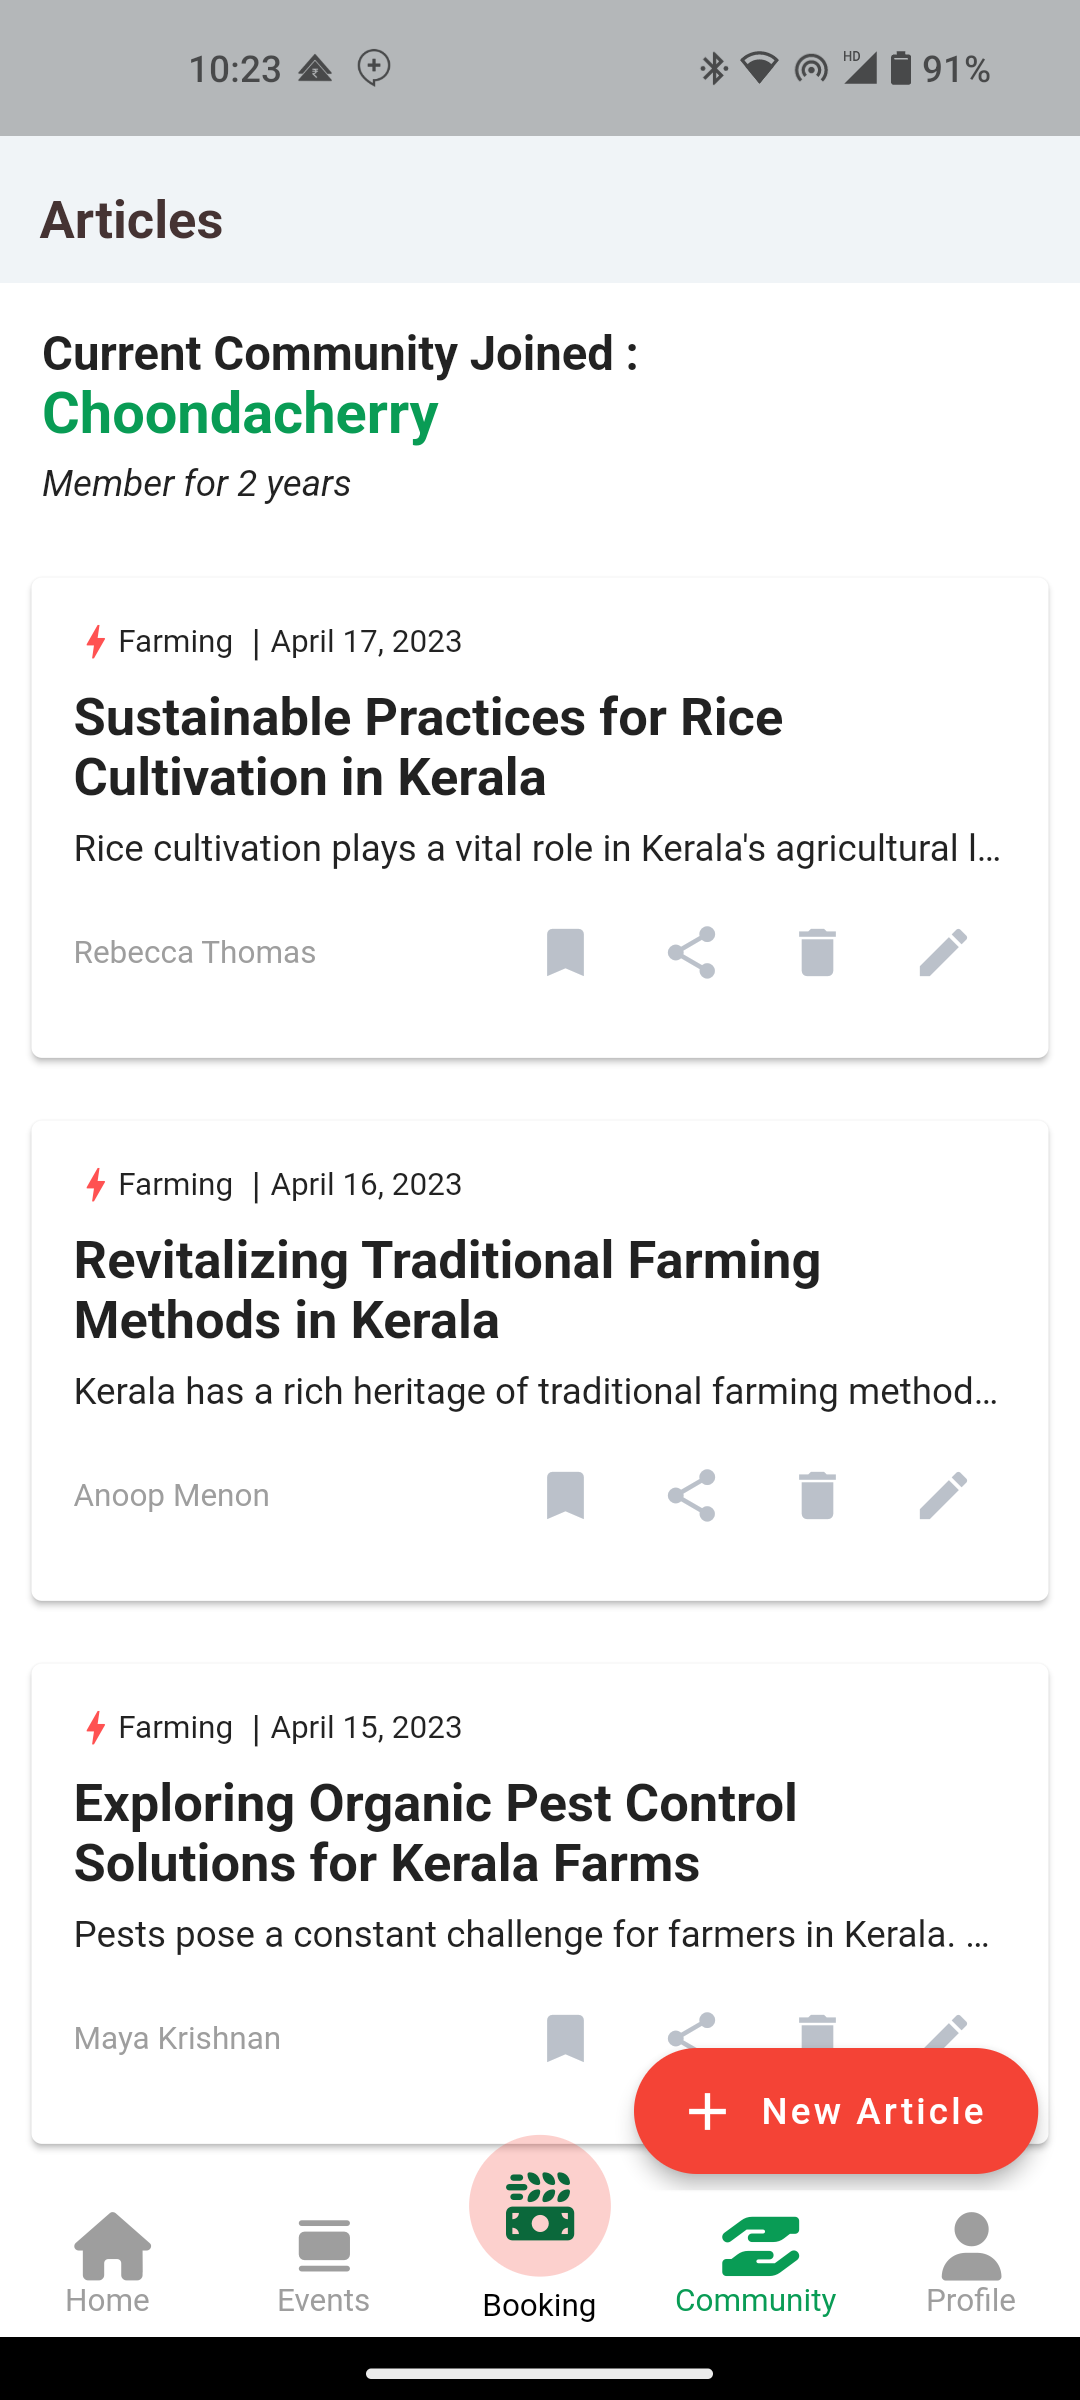 10:23
HD
91%
Articles
Current Community Joined :
Choondacherry
Member for 2 years
Farming | April 17, 2023
Sustainable Practices for Rice
Cultivation in Kerala
Rice cultivation plays a vital role in Kerala's agricultural l...
Rebecca Thomas
Farming | April 16, 2023
Revitalizing Traditional Farming
Methods in Kerala
Kerala has a rich heritage of traditional farming method...
Anoop Menon
Farming | April 15, 2023
Exploring Organic Pest Control
Solutions for Kerala Farms
Pests pose a constant challenge for farmers in Kerala. ...
Maya Krishnan
New Article
Home
Events
Booking
Community
Profile